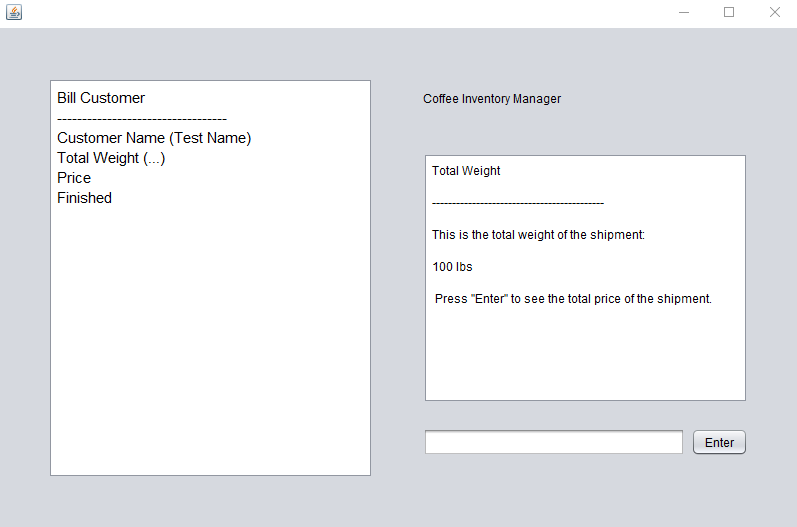 Bill Customer
----------------------------------
Customer Name (Test Name)
Total Weight (...)
Price
Finished
Coffee Inventory Manager
Total Weight
-------------------------------------------
This is the total weight of the shipment:
100 lbs
Press "Enter" to see the total price of the shipment.
Enter